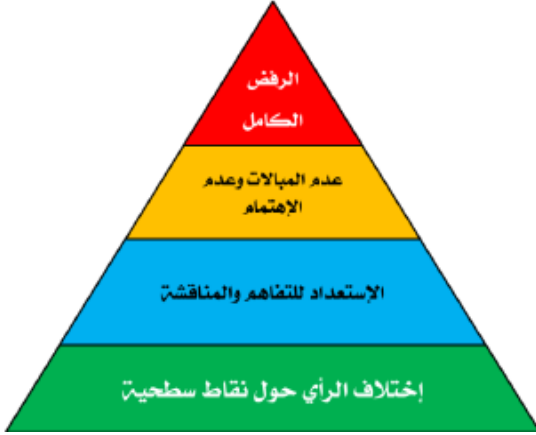 الرفض
الكامل
عدم المبالات وعدم
الإهتمام
الإستعداد للتفاهم والمناقشة
إختلاف الرأي حول نقاط سطحية